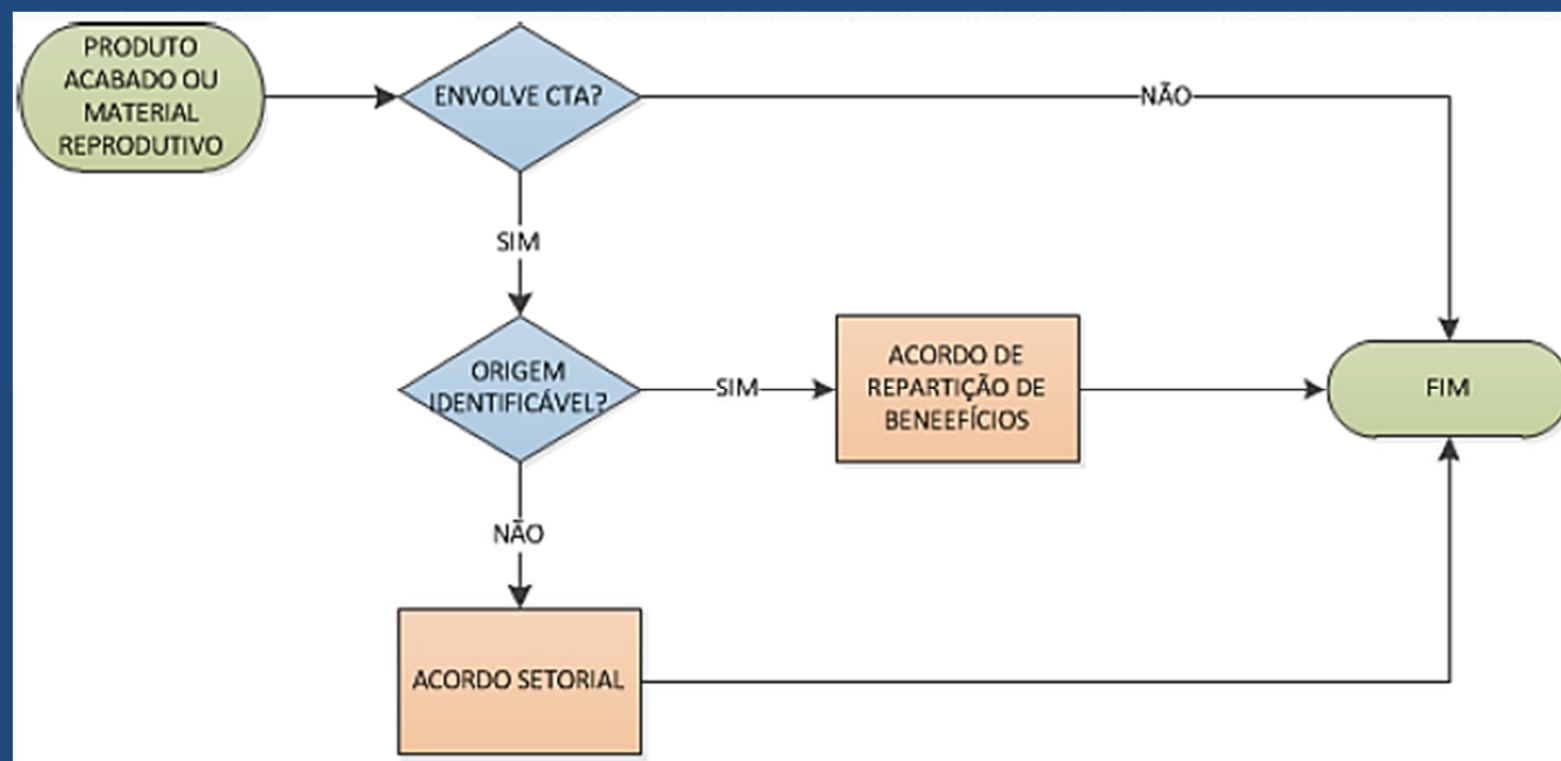 PRODUTO
ACABADO OU
MATERIAL
REPRODUTIVO
ENVOLVE CTA?
NÃO
SIM
ORIGEM
IDENTIFICÁVEL?
SIM
ACORDO DE
REPARTIÇÃO DE
BENEEFÍCIOS
FIM
NÃO
ACORDO SETORIAL